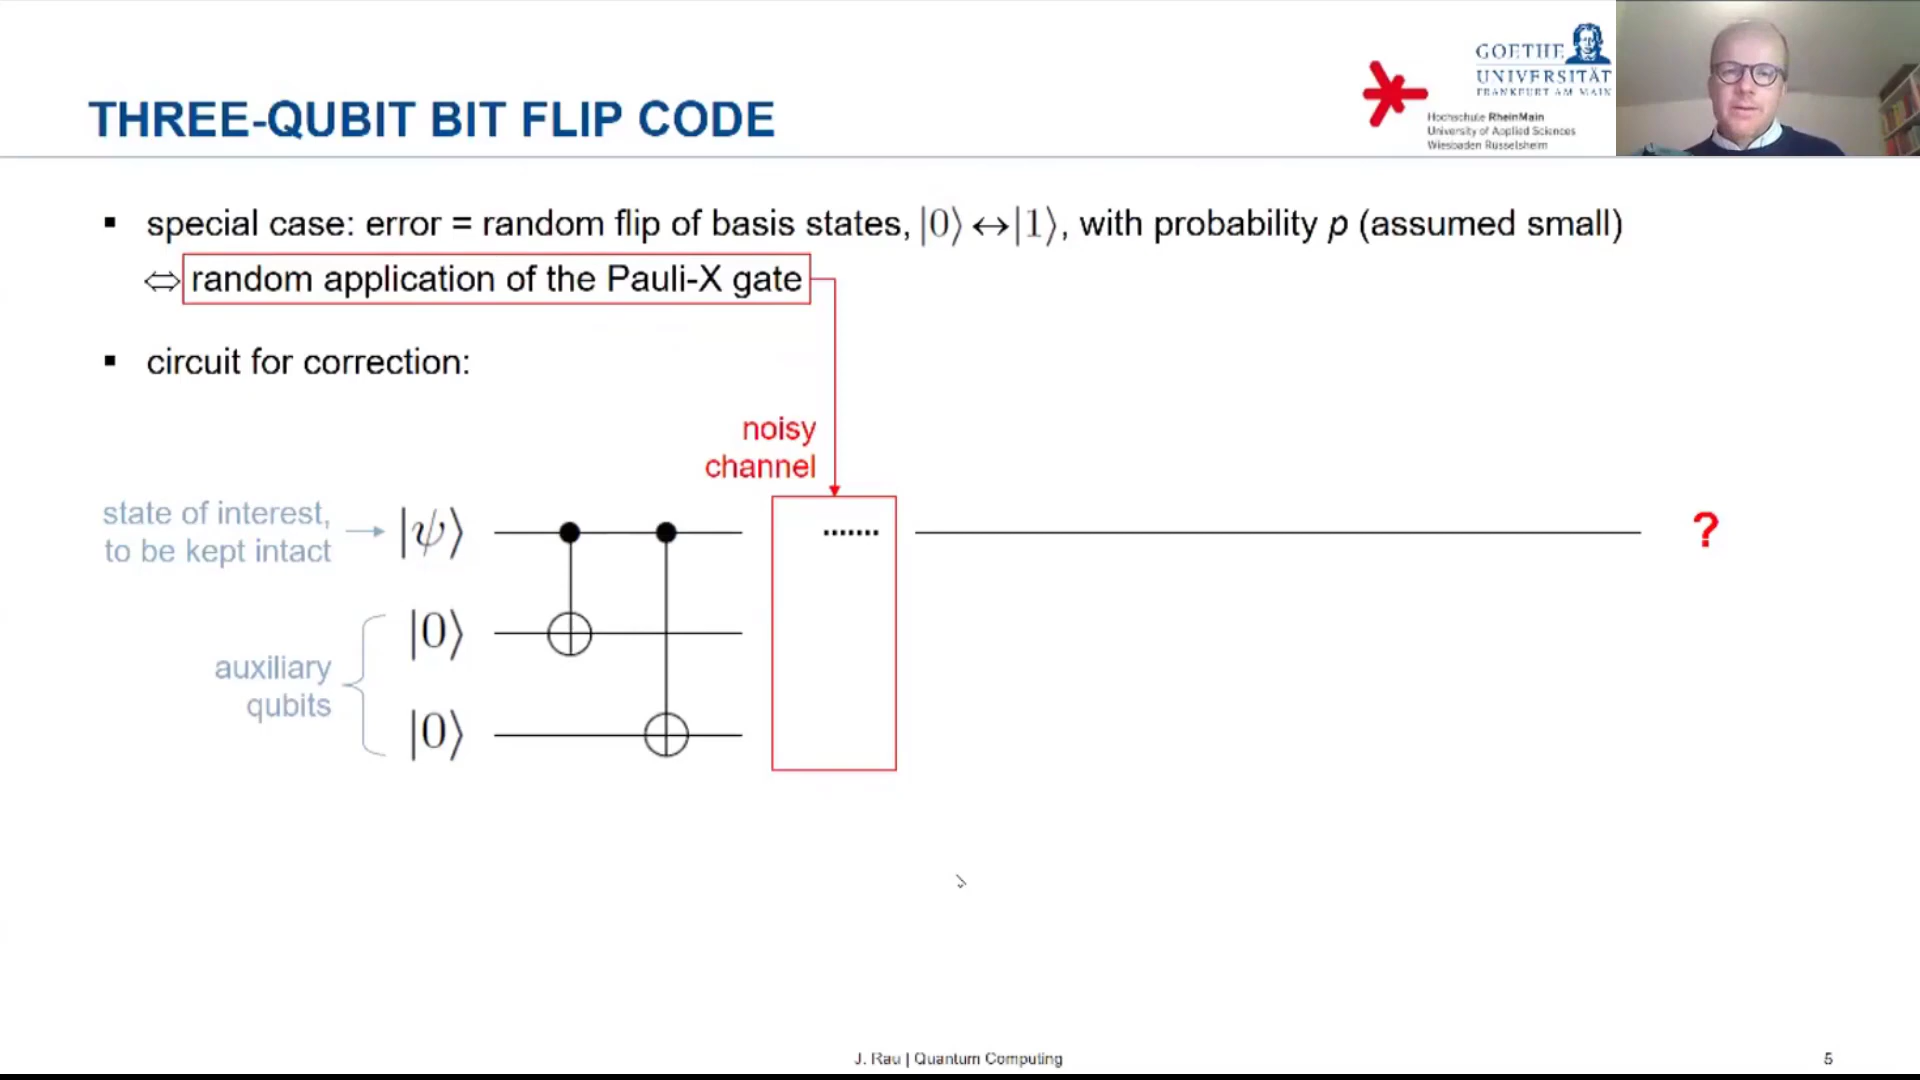 GOETHE
UNIVERSITÄT
FRANKFURT AM MAIN
Hochschule RheinMain
University of Applied Sciences
Wiesbaden Rüsselsheim
THREE-QUBIT BIT FLIP CODE
▪ special case: error = random flip of basis states, |0⟩ ↔ |1⟩, with probability p (assumed small)
⇔ random application of the Pauli-X gate
▪ circuit for correction:
noisy
channel
state of interest,
to be kept intact
|ψ⟩
?
|0⟩
auxiliary
qubits
|0⟩
J. Rau | Quantum Computing
5